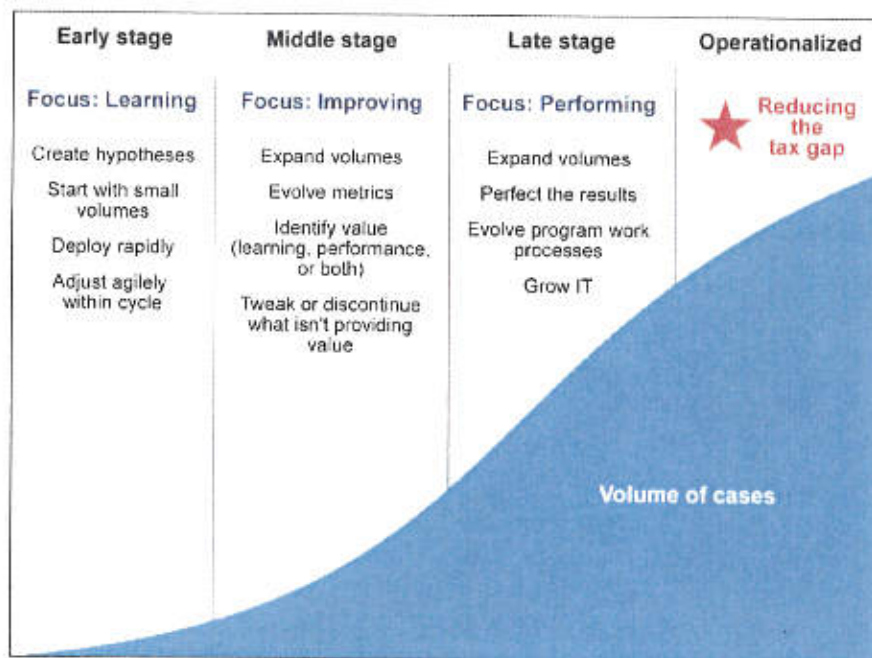 Early stage
Middle stage
Late stage
Operationalized
Focus: Learning
Create hypotheses
Start with small
volumes
Deploy rapidly
Adjust agilely
within cycle
Focus: Improving
Expand volumes
Evolve metrics
Identify value
(learning, performance,
or both)
Tweak or discontinue
what isn't providing
value
Focus: Performing
Expand volumes
Perfect the results
Evolve program work
processes
Grow IT
Reducing
the
tax gap
Volume of cases